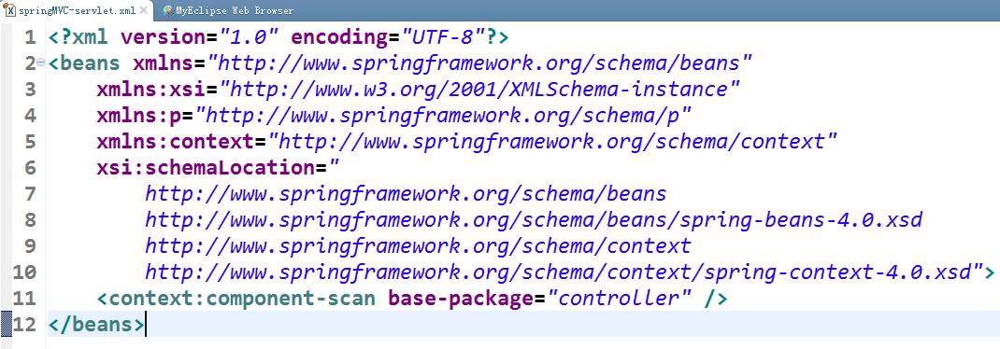 springMVC-servlet.xml MyEclipse Web Browser
1 <?xml version="1.0" encoding="UTF-8"?>
2 <beans xmlns="http://www.springframework.org/schema/beans"
3 xmlns:xsi="http://www.w3.org/2001/XMLSchema-instance"
4 xmlns:p="http://www.springframework.org/schema/p"
5 xmlns:context="http://www.springframework.org/schema/context"
6 xsi:schemaLocation="
7 http://www.springframework.org/schema/beans
8 http://www.springframework.org/schema/beans/spring-beans-4.0.xsd
9 http://www.springframework.org/schema/context
10 http://www.springframework.org/schema/context/spring-context-4.0.xsd">
11 <context:component-scan base-package="controller" />
12 </beans>